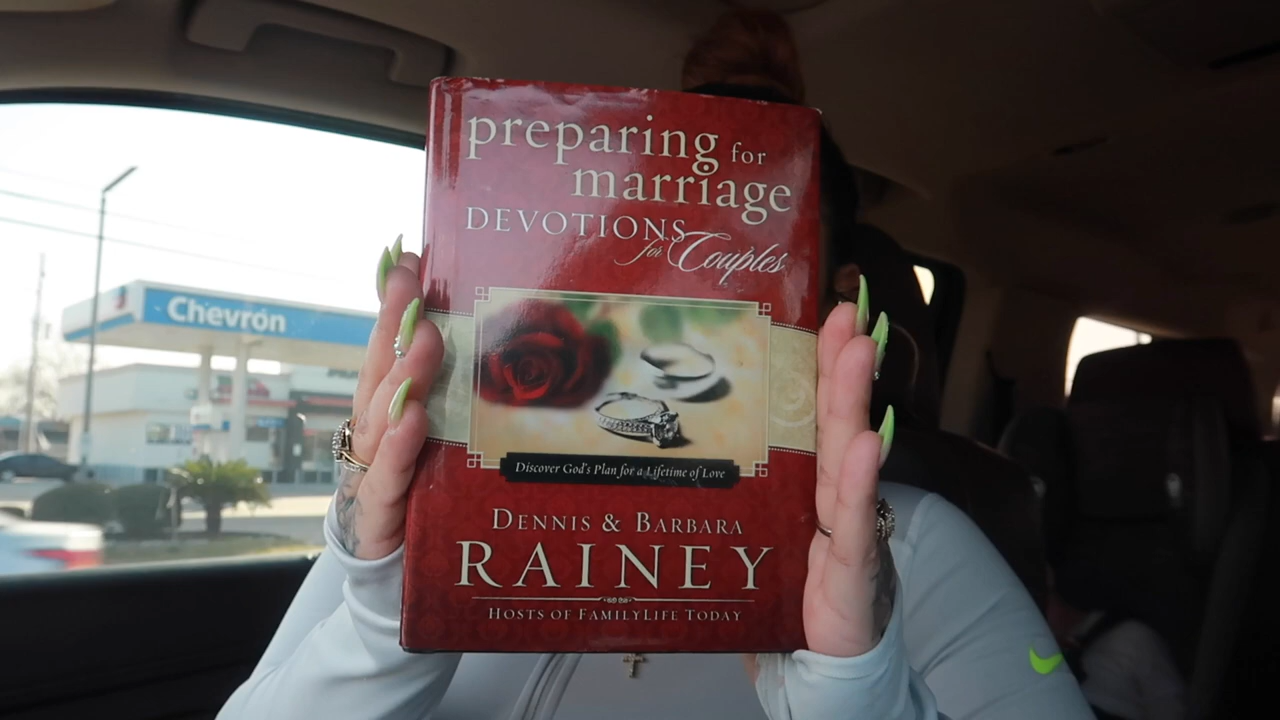 preparing for
marriage
DEVOTIONS
for Couples
Discover God's Plan for a Lifetime of Love
DENNIS & BARBARA
RAINEY
HOSTS OF FAMILYLIFE TODAY
Chevron